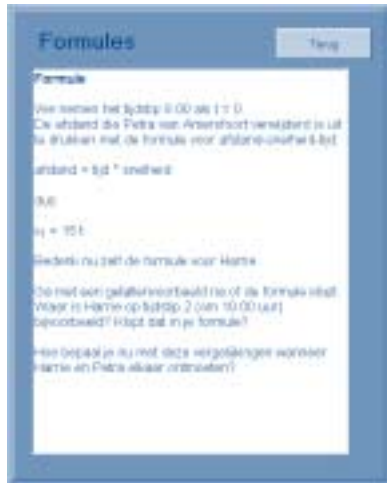 Formules
Terug
Formule
We nemen het tijdstip 8.00 als t = 0.
De afstand die Petra van Amersfoort verwijderd is uit
te drukken met de formule voor afstand-snelheid-tijd:
afstand = tijd * snelheid
dus
= 15 t
Bedenk nu zelf de formule voor Harrie.
Ga met een getallenvoorbeeld na of de formule klopt.
Waar is Harrie op tijdstip 2 (om 10.00 uur)
bijvoorbeeld? Klopt dat in je formule?
Hoe bepaal je nu met deze vergelijkingen wanneer
Harrie en Petra elkaar ontmoeten?